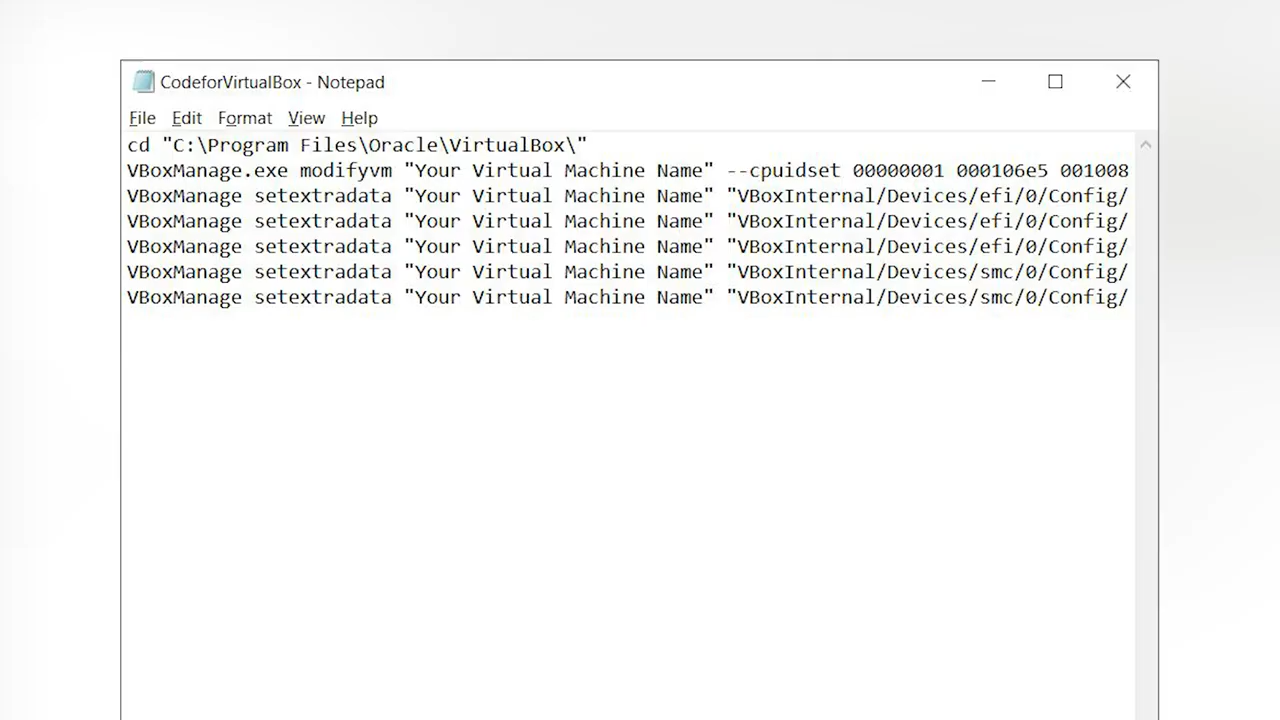 CodeforVirtualBox - Notepad
File Edit Format View Help
cd "C:\Program Files\Oracle\VirtualBox\"
VBoxManage.exe modifyvm "Your Virtual Machine Name" --cpuidset 00000001 000106e5 001008
VBoxManage setextradata "Your Virtual Machine Name" "VBoxInternal/Devices/efi/0/Config/
VBoxManage setextradata "Your Virtual Machine Name" "VBoxInternal/Devices/efi/0/Config/
VBoxManage setextradata "Your Virtual Machine Name" "VBoxInternal/Devices/efi/0/Config/
VBoxManage setextradata "Your Virtual Machine Name" "VBoxInternal/Devices/smc/0/Config/
VBoxManage setextradata "Your Virtual Machine Name" "VBoxInternal/Devices/smc/0/Config/